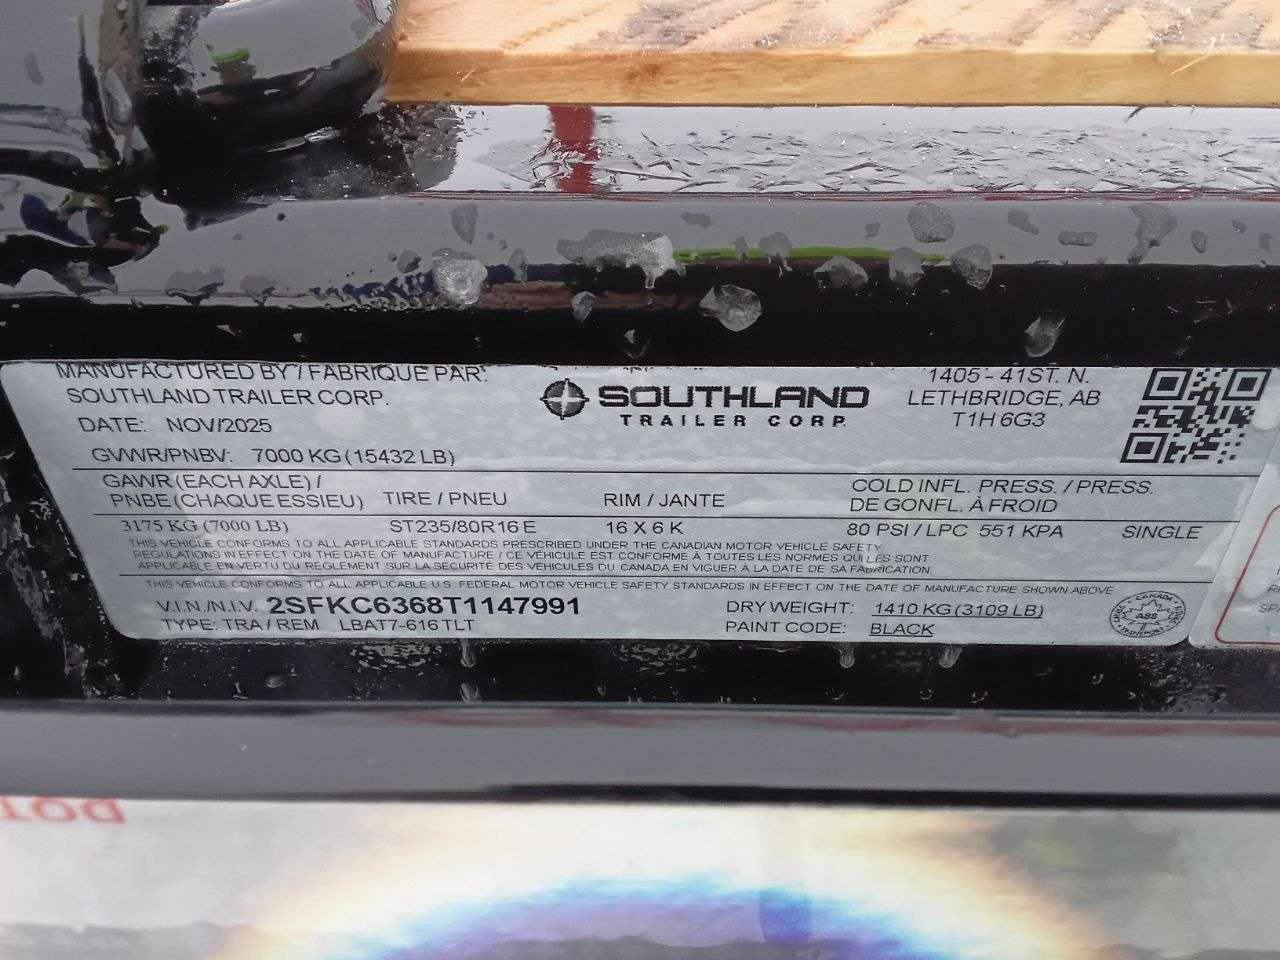 MANUFACTURED BY / FABRIQUE PAR:
SOUTHLAND TRAILER CORP.
DATE: NOV/2025
GVWR/PNBV: 7000 KG (15432 LB)
SOUTHLAND
TRAILER CORP.
1405 - 41ST. N.
LETHBRIDGE, AB
T1H 6G3
GAWR (EACH AXLE) /
PNBE (CHAQUE ESSIEU) TIRE / PNEU RIM / JANTE COLD INFL. PRESS. / PRESS.
DE GONFL. À FROID
3175 KG (7000 LB) ST235/80R16 E 16 X 6 K 80 PSI / LPC 551 KPA SINGLE
THIS VEHICLE CONFORMS TO ALL APPLICABLE STANDARDS PRESCRIBED UNDER THE CANADIAN MOTOR VEHICLE SAFETY
REGULATIONS IN EFFECT ON THE DATE OF MANUFACTURE / CE VÉHICULE EST CONFORME À TOUTES LES NORMES QUI LES SONT
APPLICABLE EN VERTU DU RÈGLEMENT SUR LA SÉCURITÉ DES VÉHICULES DU CANADA EN VIGUER À LA DATE DE SA FABRICATION
THIS VEHICLE CONFORMS TO ALL APPLICABLE U.S. FEDERAL MOTOR VEHICLE SAFETY STANDARDS IN EFFECT ON THE DATE OF MANUFACTURE SHOWN ABOVE
V.I.N./N.I.V. 2SFKC6368T1147991
TYPE: TRA / REM LBAT7-616 TLT
DRY WEIGHT: 1410 KG (3109 LB)
PAINT CODE: BLACK
CANADA
ASS
TRANSPORT